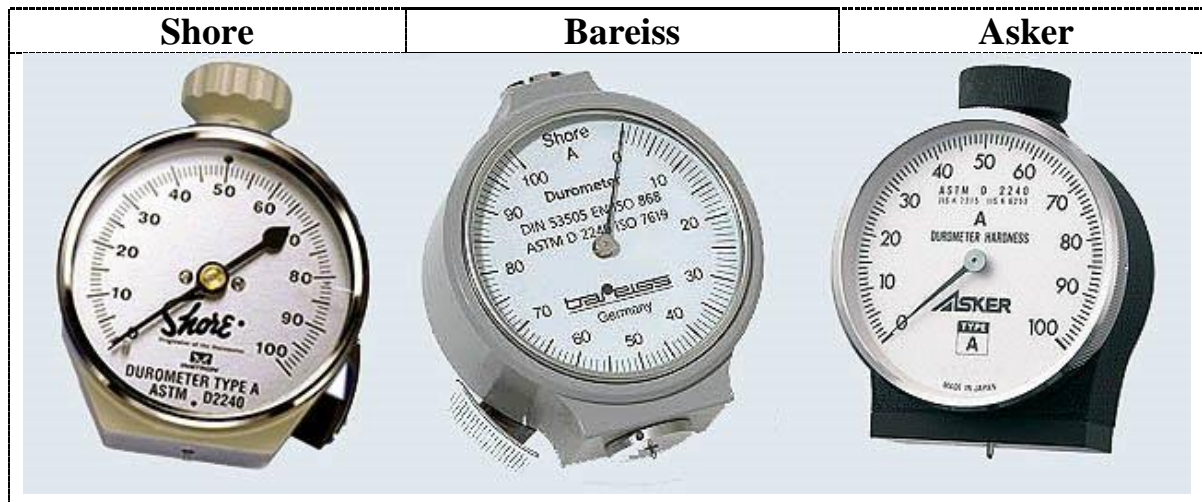 Shore
Bareiss
Asker
0 10 20 30 40 50 60 80 90 100
Shore
DUROMETER TYPE A
ASTM. D2240
Shore
A
0 10 20 30 40 50 60 70 80 90 100
Durometer
DIN 53505 EN ISO 868
ASTM D 2240 ISO 7619
bareiss
Germany
0 10 20 30 40 50 60 70 80 90 100
ASTM D 2240
A
DUROMETER HARDNESS
ASKER
TYPE
A
MADE IN JAPAN